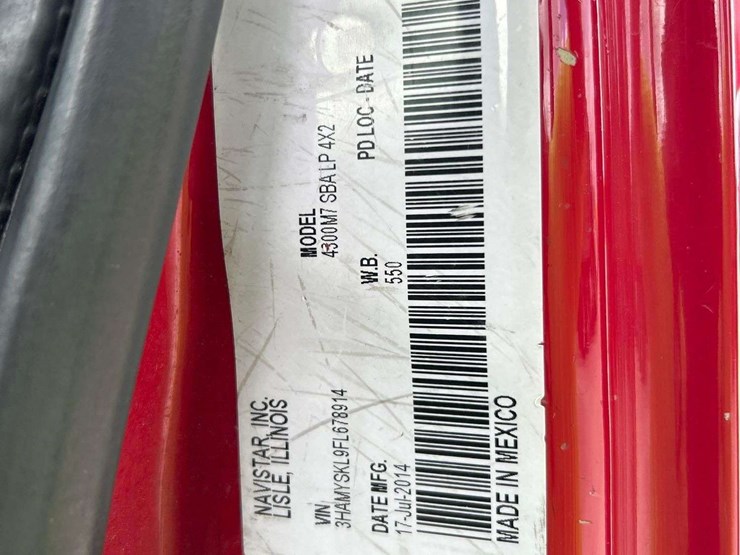 NAVISTAR, INC.
LISLE, ILLINOIS
VIN
3HAMYSKL9FL678914
MODEL
4300M7 SBA LP 4X2
DATE MFG.
17-Jul-2014
W.B.
550
PD LOC - DATE
MADE IN MEXICO